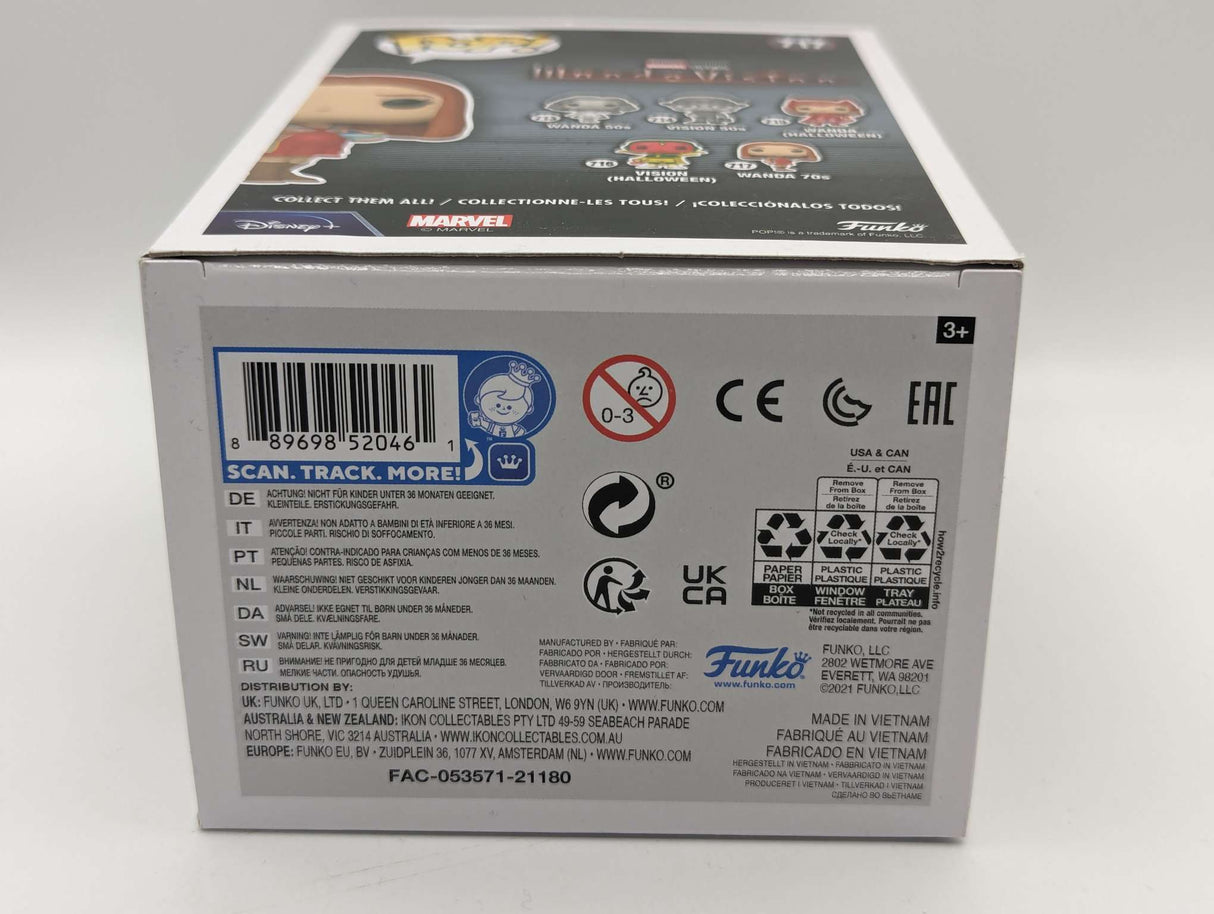 POP!
717
MARVEL STUDIOS
WandaVision
713
WANDA 50s
714
VISION 50s
715
WANDA
(HALLOWEEN)
716
VISION
(HALLOWEEN)
717
WANDA 70s
COLLECT THEM ALL! / COLLECTIONNE-LES TOUS! / ¡COLECCIÓNALOS TODOS!
Disney+
MARVEL
© MARVEL
Funko
POP!® is a trademark of Funko, LLC
3+
8 89698 52046 1
SCAN. TRACK. MORE!
0-3
CE
EAC
®
UK
CA
USA & CAN
É.-U. et CAN
Remove
From Box
Retirez
de la boîte
Remove
From Box
Retirez
de la boîte
Check
Locally*
Check
Locally*
PAPER
PAPIER
BOX
BOÎTE
PLASTIC
PLASTIQUE
WINDOW
FENÊTRE
PLASTIC
PLASTIQUE
TRAY
PLATEAU
how2recycle.info
*Not recycled in all communities.
Vérifiez localement. Pourrait ne pas
être recyclable dans votre région.
DE ACHTUNG! NICHT FÜR KINDER UNTER 36 MONATEN GEEIGNET.
KLEINTEILE. ERSTICKUNGSGEFAHR.
IT AVVERTENZA! NON ADATTO A BAMBINI DI ETÀ INFERIORE A 36 MESI.
PICCOLE PARTI. RISCHIO DI SOFFOCAMENTO.
PT ATENÇÃO! CONTRA-INDICADO PARA CRIANÇAS COM MENOS DE 36 MESES.
PEQUENAS PARTES. RISCO DE ASFIXIA.
NL WAARSCHUWING! NIET GESCHIKT VOOR KINDEREN JONGER DAN 36 MAANDEN.
KLEINE ONDERDELEN. VERSTIKKINGSGEVAAR.
DA ADVARSEL! IKKE EGNET TIL BØRN UNDER 36 MÅNEDER.
SMÅ DELE. KVÆLNINGSFARE.
SW VARNING! INTE LÄMPLIG FÖR BARN UNDER 36 MÅNADER.
SMÅ DELAR. KVÄVNINGSRISK.
RU ВНИМАНИЕ! НЕ ПРИГОДНО ДЛЯ ДЕТЕЙ МЛАДШЕ 36 МЕСЯЦЕВ.
МЕЛКИЕ ЧАСТИ. ОПАСНОСТЬ УДУШЬЯ.
MANUFACTURED BY • FABRIQUÉ PAR:
FABRICADO POR • HERGESTELLT DURCH:
FABBRICATO DA • FABRICADO POR:
VERVAARDIGD DOOR • FREMSTILLET AF:
TILLVERKAD AV • ПРОИЗВОДИТЕЛЬ:
Funko
www.funko.com
FUNKO, LLC
2802 WETMORE AVE
EVERETT, WA 98201
©2021 FUNKO,LLC
DISTRIBUTION BY:
UK: FUNKO UK, LTD • 1 QUEEN CAROLINE STREET, LONDON, W6 9YN (UK) • WWW.FUNKO.COM
AUSTRALIA & NEW ZEALAND: IKON COLLECTABLES PTY LTD 49-59 SEABEACH PARADE
NORTH SHORE, VIC 3214 AUSTRALIA • WWW.IKONCOLLECTABLES.COM.AU
EUROPE: FUNKO EU, BV • ZUIDPLEIN 36, 1077 XV, AMSTERDAM (NL) • WWW.FUNKO.COM
FAC-053571-21180
MADE IN VIETNAM
FABRIQUÉ AU VIETNAM
FABRICADO EN VIETNAM
HERGESTELLT IN VIETNAM • FABBRICATO IN VIETNAM
FABRICADO NA VIETNAM • VERVAARDIGD IN VIETNAM
PRODUCERET I VIETNAM • TILLVERKAD I VIETNAM
СДЕЛАНО ВО ВЬЕТНАМЕ